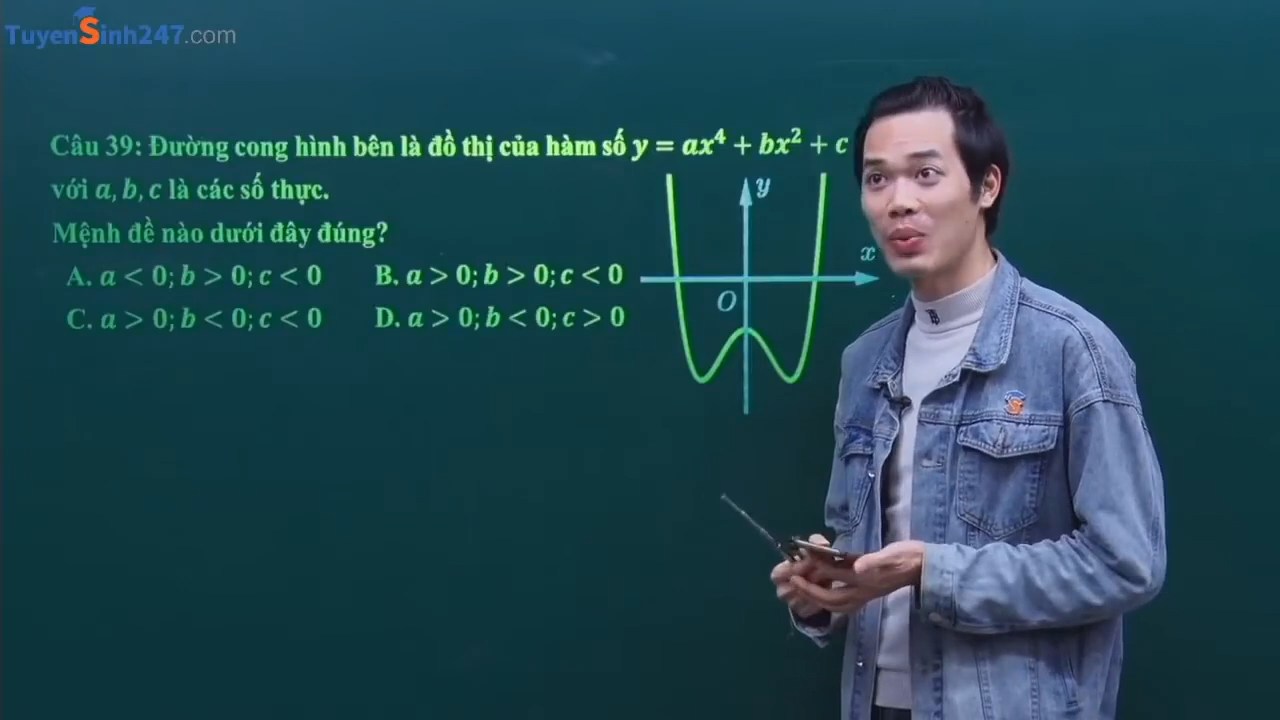 TuyenSinh247.com
Câu 39: Đường cong hình bên là đồ thị của hàm số y = ax⁴ + bx² + c
với a, b, c là các số thực.
Mệnh đề nào dưới đây đúng?
A. a < 0; b > 0; c < 0 B. a > 0; b > 0; c < 0
C. a > 0; b < 0; c < 0 D. a > 0; b < 0; c > 0
y
x
O